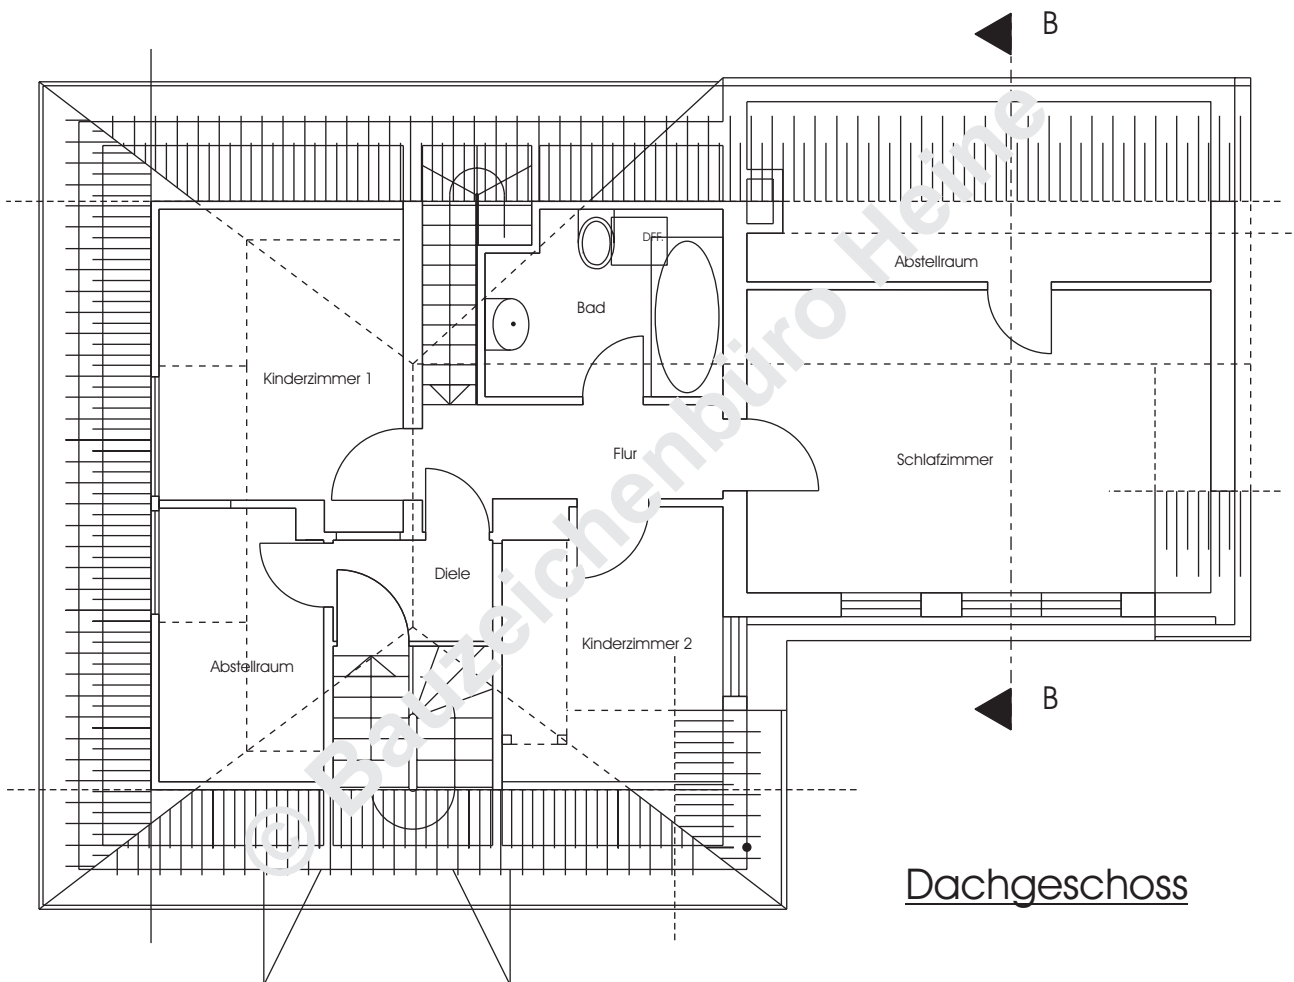 B
DFF.
Abstellraum
Bad
Kinderzimmer 1
Flur
Schlafzimmer
Diele
Kinderzimmer 2
Abstellraum
B
Dachgeschoss
© Bauzeichenbüro Heine